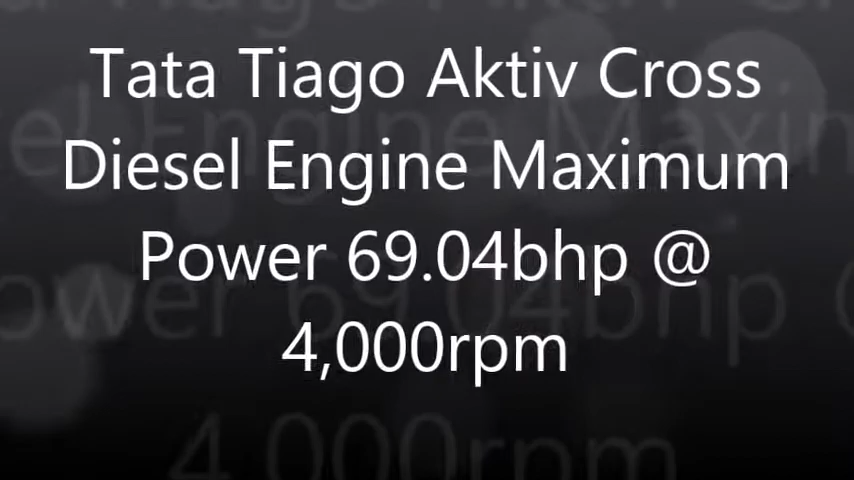 Tata Tiago Aktiv Cross
Diesel Engine Maximum
Power 69.04bhp @
4,000rpm